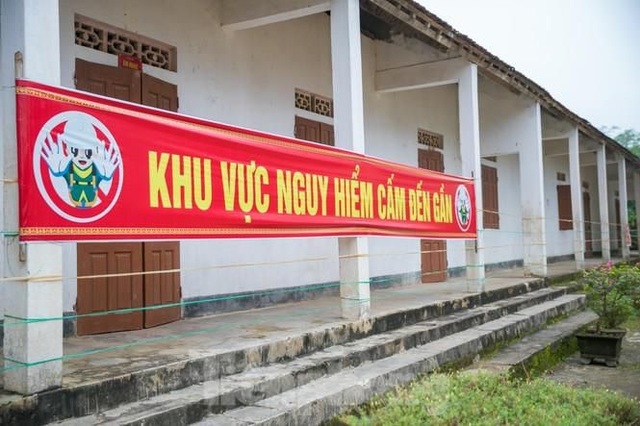 KHU VỰC NGUY HIỂM CẤM ĐẾN GẦN